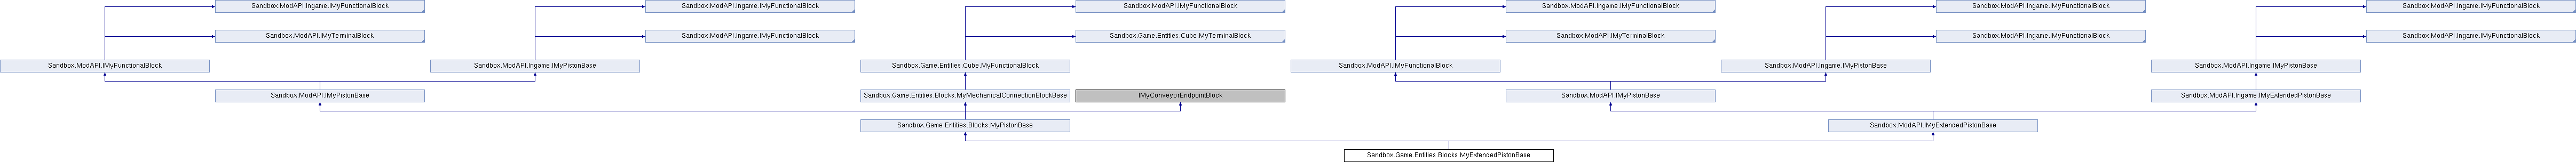 Sandbox.ModAPI.Ingame.IMyFunctionalBlock
Sandbox.ModAPI.Ingame.IMyFunctionalBlock
Sandbox.ModAPI.IMyFunctionalBlock
Sandbox.ModAPI.Ingame.IMyFunctionalBlock
Sandbox.ModAPI.Ingame.IMyFunctionalBlock
Sandbox.ModAPI.Ingame.IMyFunctionalBlock
Sandbox.ModAPI.IMyTerminalBlock
Sandbox.ModAPI.Ingame.IMyFunctionalBlock
Sandbox.Game.Entities.Cube.MyTerminalBlock
Sandbox.ModAPI.IMyTerminalBlock
Sandbox.ModAPI.Ingame.IMyFunctionalBlock
Sandbox.ModAPI.Ingame.IMyFunctionalBlock
Sandbox.ModAPI.IMyFunctionalBlock
Sandbox.ModAPI.Ingame.IMyPistonBase
Sandbox.Game.Entities.Cube.MyFunctionalBlock
Sandbox.ModAPI.IMyFunctionalBlock
Sandbox.ModAPI.Ingame.IMyPistonBase
Sandbox.ModAPI.Ingame.IMyPistonBase
Sandbox.ModAPI.IMyPistonBase
Sandbox.Game.Entities.Blocks.MyMechanicalConnectionBlockBase
IMyConveyorEndpointBlock
Sandbox.ModAPI.IMyPistonBase
Sandbox.ModAPI.Ingame.IMyExtendedPistonBase
Sandbox.Game.Entities.Blocks.MyPistonBase
Sandbox.ModAPI.IMyExtendedPistonBase
Sandbox.Game.Entities.Blocks.MyExtendedPistonBase